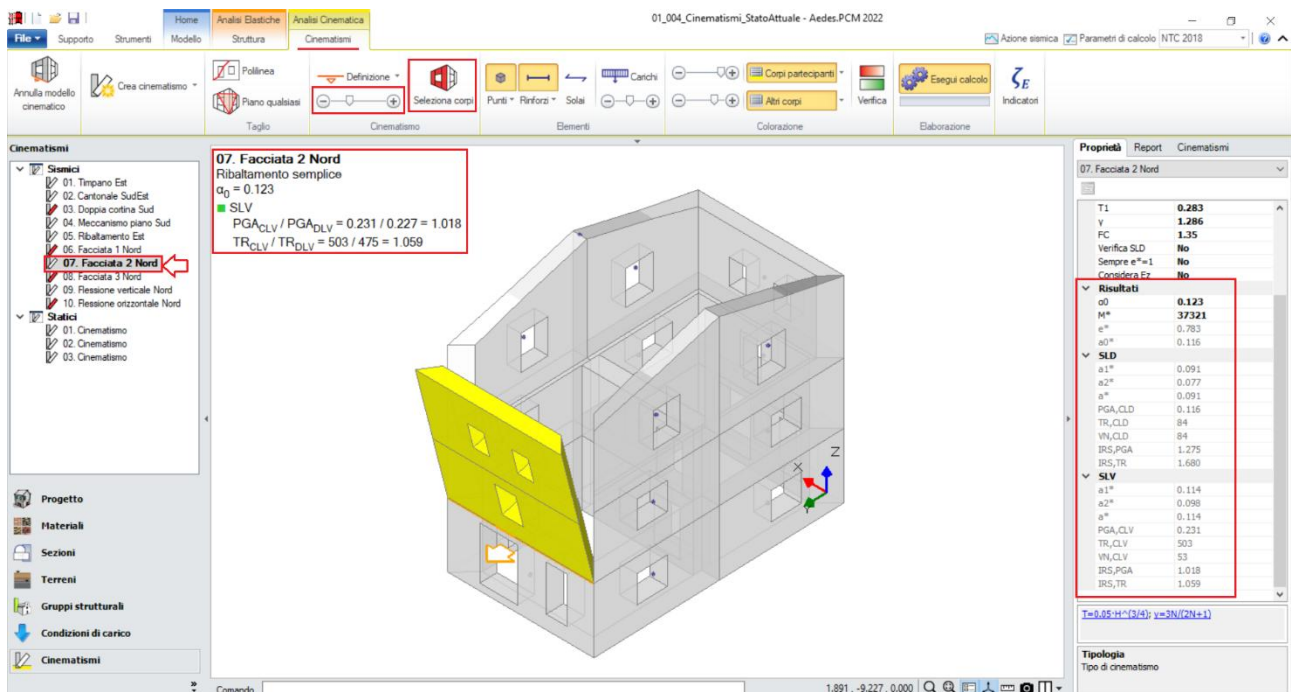 01_004_Cinematismi_StatoAttuale - Aedes.PCM 2022
File Supporto Strumenti
Home
Modello
Analisi Elastiche
Struttura
Analisi Cinematica
Cinematismi
Azione sismica Parametri di calcolo NTC 2018
Annulla modello
cinematico
Crea cinematismo
Polilinea
Piano qualsiasi
Taglio
Definizione
Seleziona corpi
Cinematismo
Punti Rinforzi Solai
Carichi
Elementi
Corpi partecipanti
Altri corpi
Colorazione
Verifica
Esegui calcolo
Elaborazione
ζE
Indicatori
Cinematismi
Sismici
01. Timpano Est
02. Cantonale SudEst
03. Doppia cortina Sud
04. Meccanismo piano Sud
05. Ribaltamento Est
06. Facciata 1 Nord
07. Facciata 2 Nord
08. Facciata 3 Nord
09. Flessione verticale Nord
10. Flessione orizzontale Nord
Statici
01. Cinematismo
02. Cinematismo
03. Cinematismo
Progetto
Materiali
Sezioni
Terreni
Gruppi strutturali
Condizioni di carico
Cinematismi
07. Facciata 2 Nord
Ribaltamento semplice
α0 = 0.123
SLV
PGACLV / PGADLV = 0.231 / 0.227 = 1.018
TRCLV / TRDLV = 503 / 475 = 1.059
Z
X
Y
Comando
1.891 , -9.227 , 0.000
Proprietà Report Cinematismi
07. Facciata 2 Nord
T1 0.283
γ 1.286
FC 1.35
Verifica SLD No
Sempre e*=1 No
Considera Ez No
Risultati
α0 0.123
M* 37321
e* 0.783
a0* 0.116
SLD
a1* 0.091
a2* 0.077
a* 0.091
PGA,CLD 0.116
TR,CLD 84
VN,CLD 84
IRS,PGA 1.275
IRS,TR 1.680
SLV
a1* 0.114
a2* 0.098
a* 0.114
PGA,CLV 0.231
TR,CLV 503
VN,CLV 53
IRS,PGA 1.018
IRS,TR 1.059
T=0.05·H^(3/4); γ=3N/(2N+1)
Tipologia
Tipo di cinematismo